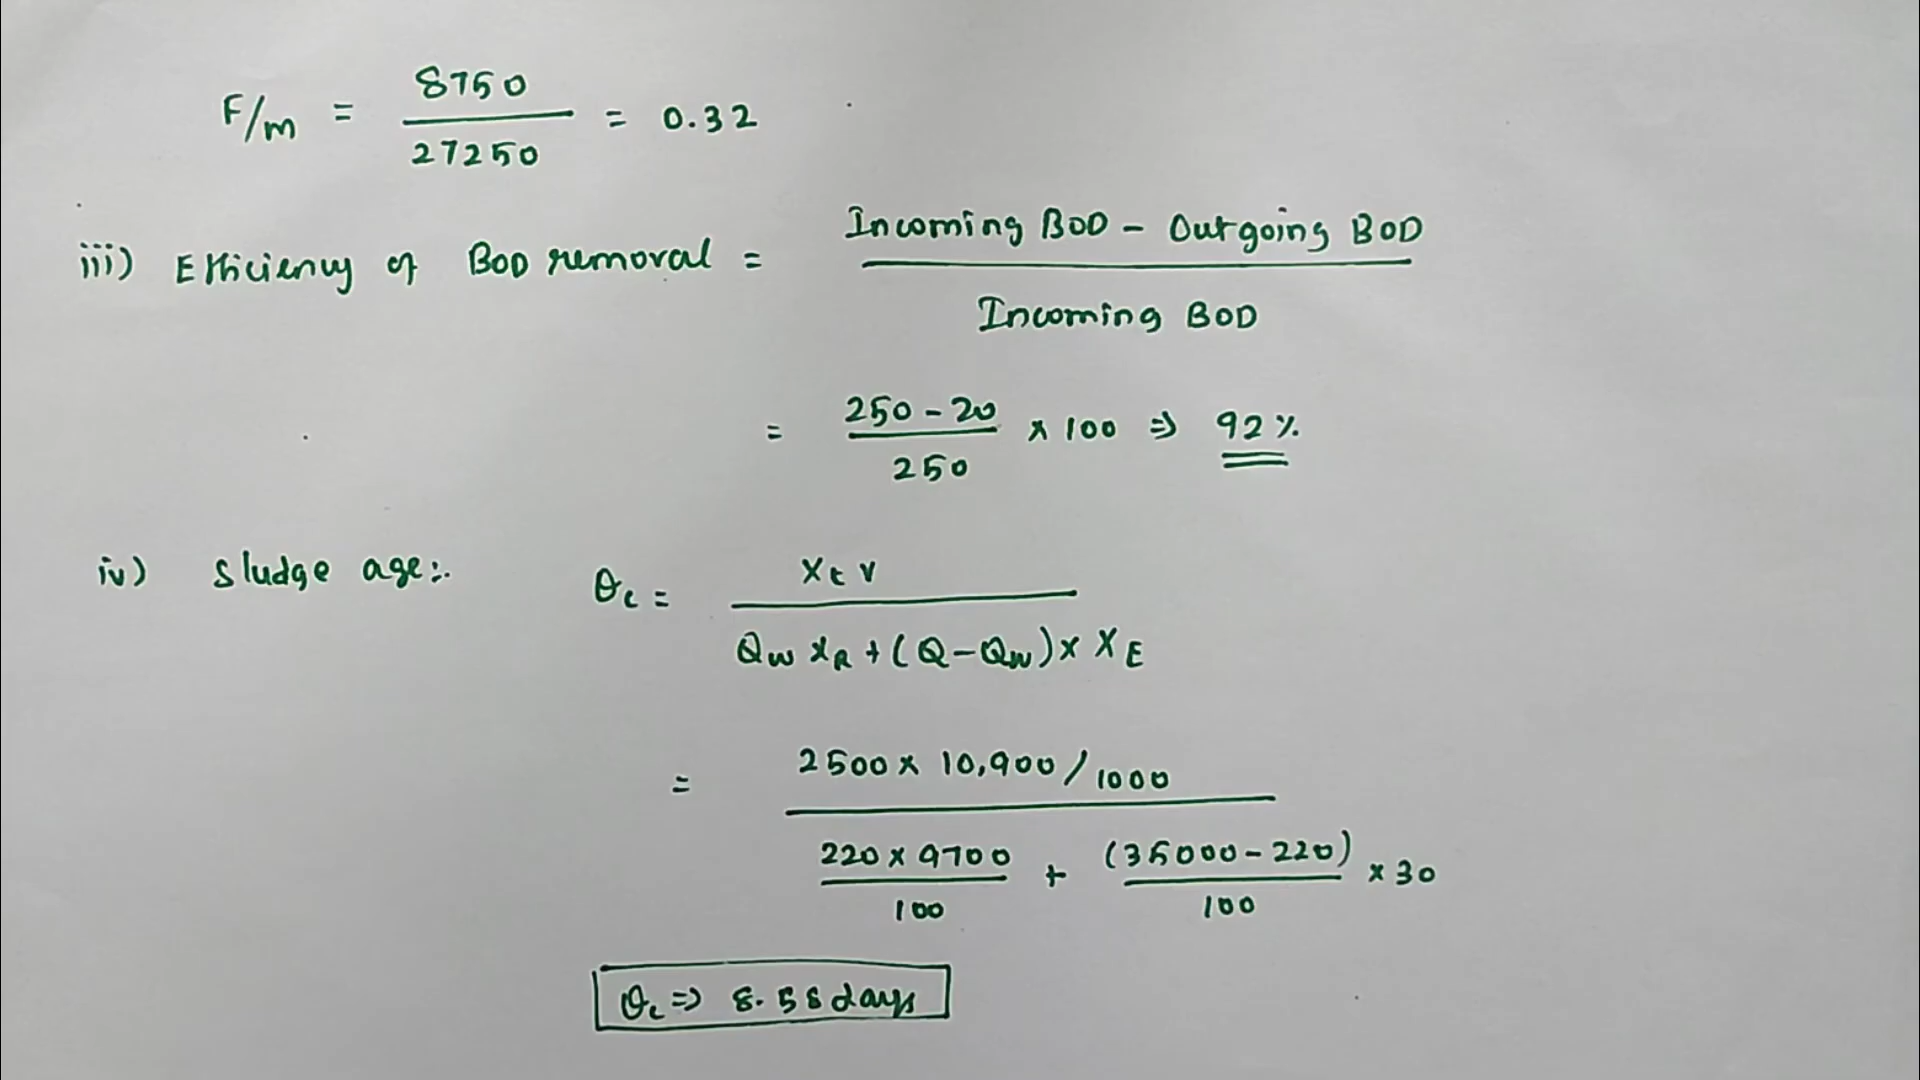 F/m = 8750 / 27250 = 0.32
iii) Efficiency of BOD removal = Incoming BOD - Outgoing BOD / Incoming BOD
= 250 - 20 / 250 x 100 ⇒ 92 %
iv) Sludge age:. θc = Xt V / Qw XR + (Q - Qw) x XE
= 2500 x 10,900 / 1000 / 220 x 9700 / 100 + (35000 - 220) / 100 x 30
θc ⇒ 8.58 days